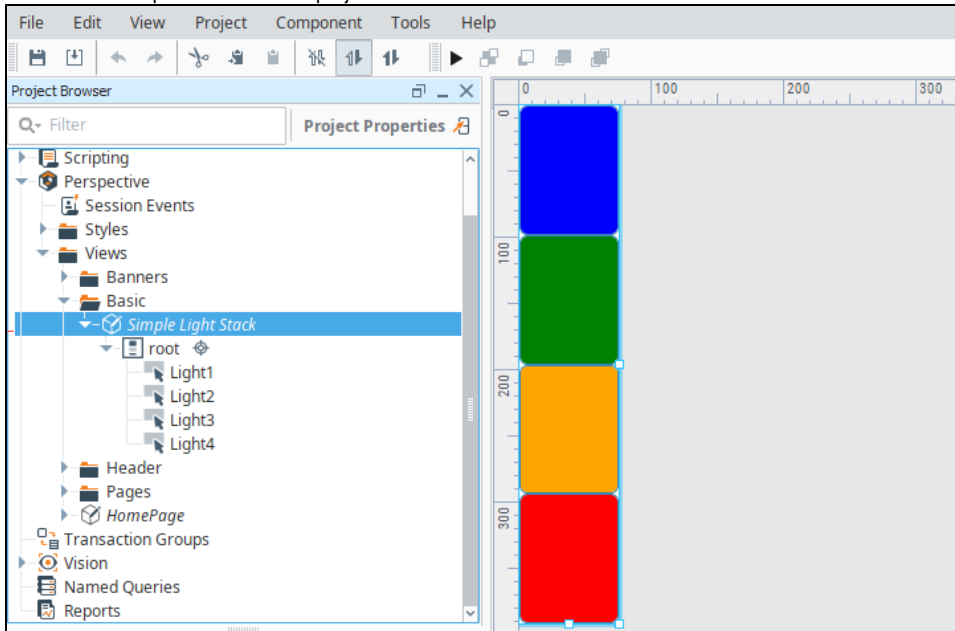 File Edit View Project Component Tools Help
Project Browser
Filter Project Properties
Scripting
Perspective
Session Events
Styles
Views
Banners
Basic
Simple Light Stack
root
Light1
Light2
Light3
Light4
Header
Pages
HomePage
Transaction Groups
Vision
Named Queries
Reports
0 100 200 300
0
100
200
300